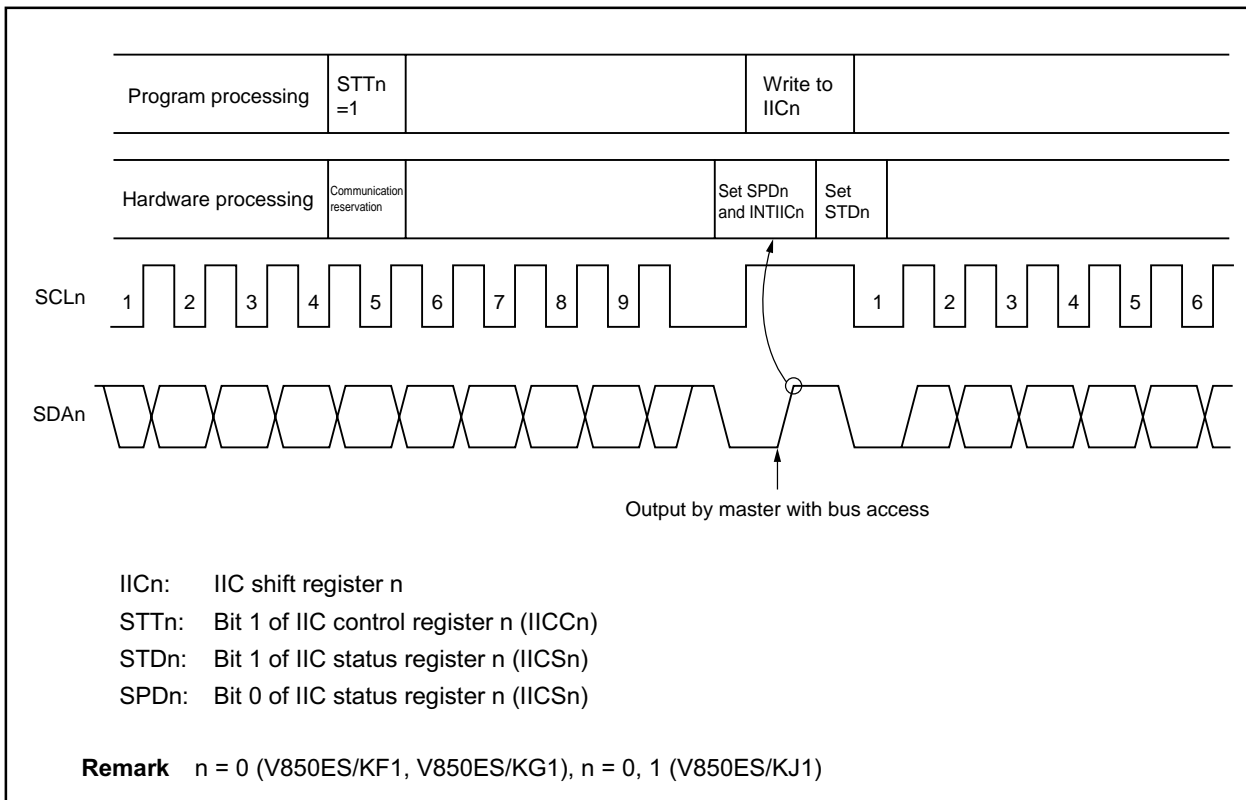 Program processing
STTn
=1
Write to
IICn
Hardware processing
Communication
reservation
Set SPDn
and INTIICn
Set
STDn
SCLn 1 2 3 4 5 6 7 8 9 1 2 3 4 5 6
SDAn
Output by master with bus access
IICn: IIC shift register n
STTn: Bit 1 of IIC control register n (IICCn)
STDn: Bit 1 of IIC status register n (IICSn)
SPDn: Bit 0 of IIC status register n (IICSn)
Remark n = 0 (V850ES/KF1, V850ES/KG1), n = 0, 1 (V850ES/KJ1)